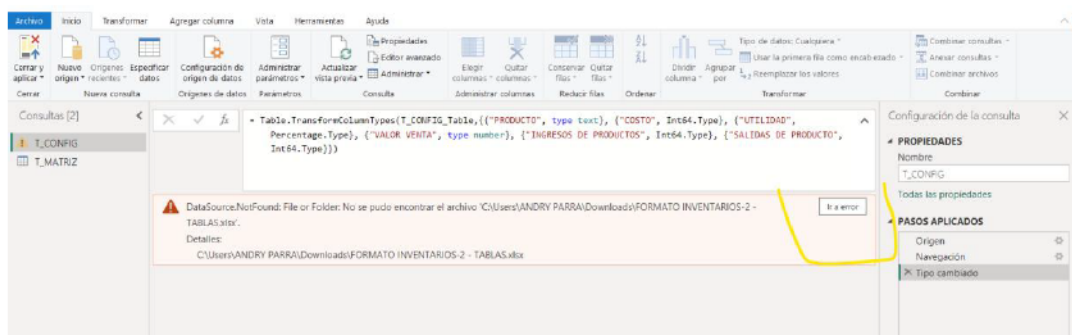 Archivo Inicio Transformar Agregar columna Vista Herramientas Ayuda
Cerrar y aplicar Nuevo origen Orígenes recientes Especificar datos Configuración de origen de datos Administrar parámetros Actualizar vista previa Propiedades Elegir columnas Quitar columnas Conservar filas Quitar filas Dividir columna Agrupar por Tipo de datos: Cualquiera Combinar consultas
Editor avanzado Usar la primera fila como encabezado Anexar consultas
Administrar Reemplazar los valores Combinar archivos
Cerrar Nueva consulta Orígenes de datos Parámetros Consulta Administrar columnas Reducir filas Ordenar Transformar Combinar
Consultas [2]
T_CONFIG
T_MATRIZ
fx
= Table.TransformColumnTypes(T_CONFIG_Table,{{"PRODUCTO", type text}, {"COSTO", Int64.Type}, {"UTILIDAD",
Percentage.Type}, {"VALOR VENTA", type number}, {"INGRESOS DE PRODUCTOS", Int64.Type}, {"SALIDAS DE PRODUCTO",
Int64.Type}})
DataSource.NotFound: File or Folder: No se pudo encontrar el archivo 'C:\Users\ANDRY PARRA\Downloads\FORMATO INVENTARIOS-2 -
TABLAS.xlsx'.
Detalles:
C:\Users\ANDRY PARRA\Downloads\FORMATO INVENTARIOS-2 - TABLAS.xlsx
Ir a error
Configuración de la consulta
PROPIEDADES
Nombre
T_CONFIG
Todas las propiedades
PASOS APLICADOS
Origen
Navegación
Tipo cambiado